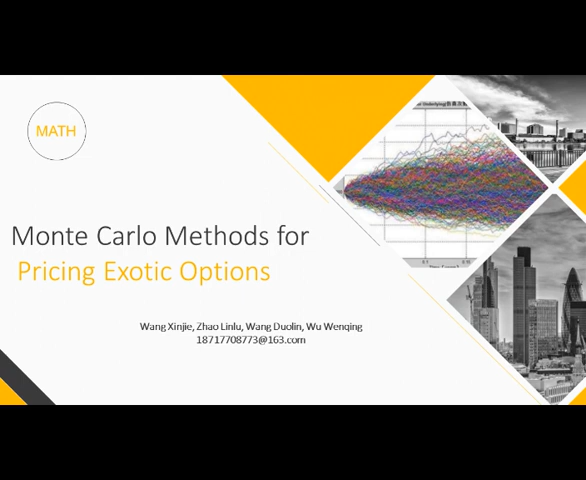 MATH
Monte Carlo Methods for
Pricing Exotic Options
Wang Xinjie, Zhao Linlu, Wang Duolin, Wu Wenqing
18717708773@163.com